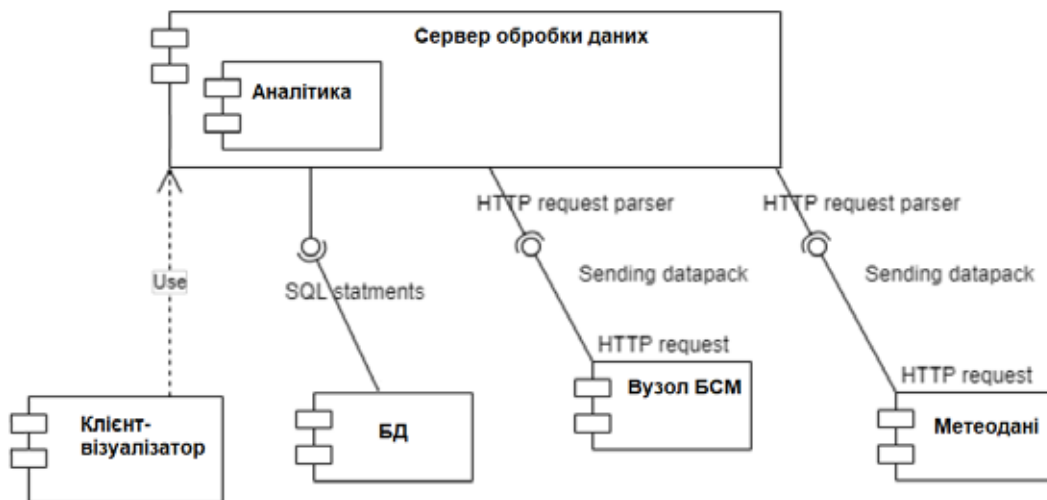 Сервер обробки даних
Аналітика
HTTP request parser
HTTP request parser
Use
SQL statments
Sending datapack
Sending datapack
HTTP request
HTTP request
Клієнт-
візуалізатор
БД
Вузол БСМ
Метеодані